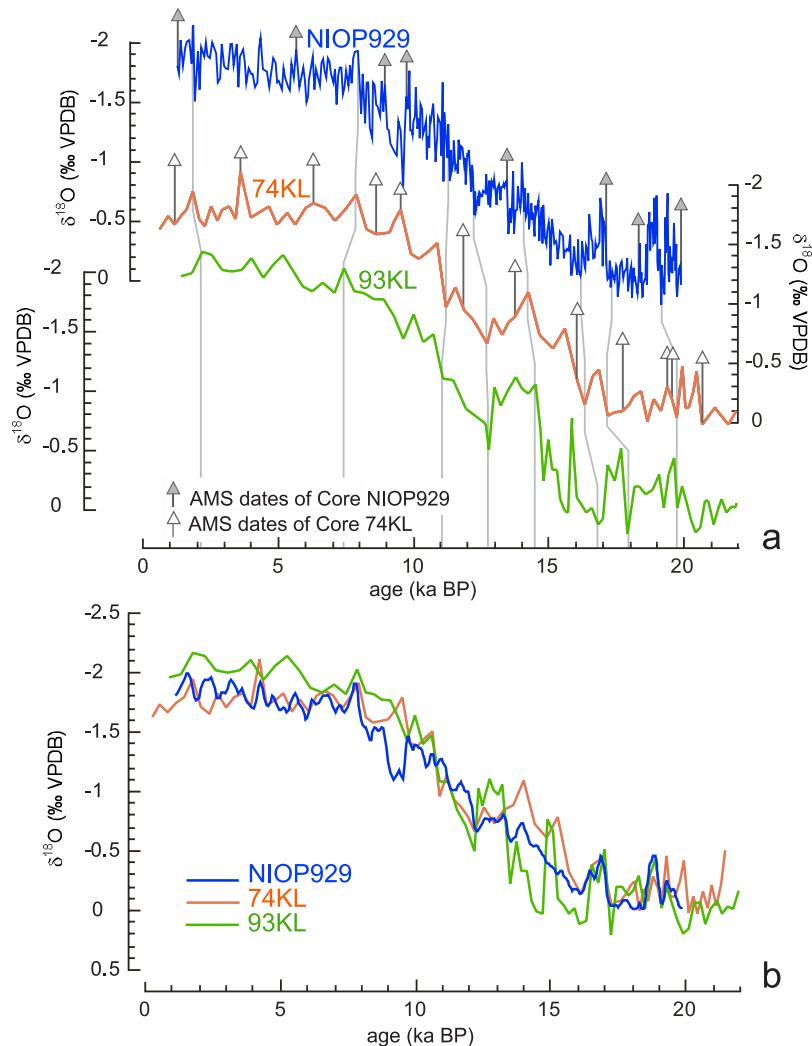 NIOP929
-2
-1.5
-1
-0.5
0
δ18O (‰ VPDB)
74KL
-2
-1.5
-1
-0.5
0
δ18O (‰ VPDB)
93KL
-2
-1.5
-1
-0.5
0
δ18O (‰ VPDB)
AMS dates of Core NIOP929
AMS dates of Core 74KL
a
0 5 10 15 20
age (ka BP)
-2.5
-2
-1.5
-1
-0.5
0
0.5
δ18O (‰ VPDB)
NIOP929
74KL
93KL
b
0 5 10 15 20
age (ka BP)